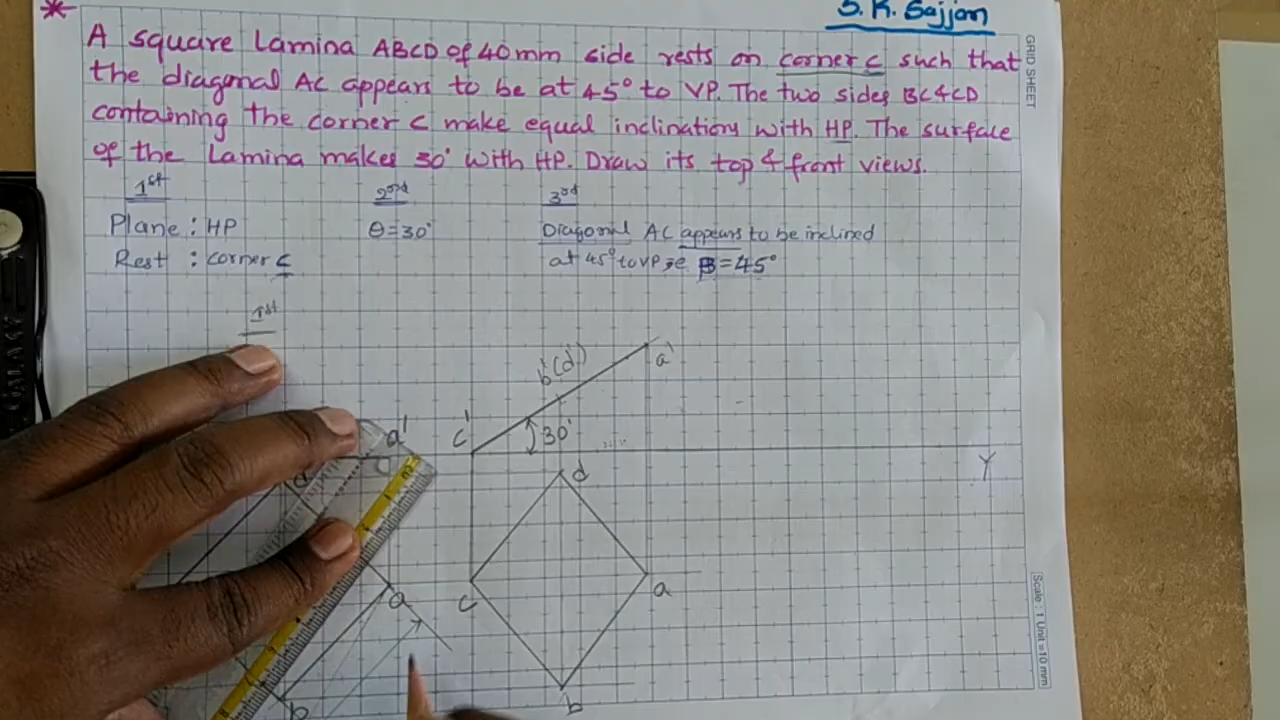 S. R. Sajjan
GRID SHEET
A square Lamina ABCD of 40mm side rests on corner c such that
the diagonal AC appears to be at 45° to VP. The two sides BC&CD
containing the corner C make equal inclinations with HP. The surface
of the Lamina makes 30° with HP. Draw its top & front views.
1st 2nd 3rd
Plane : HP θ=30° Diagonal AC appears to be inclined
Rest : corner C at 45° to VP ie β=45°
1st
b'(d') a'
c' 30° a' Y
d
c a
a
b
b
Scale : 1 Unit = 10 mm